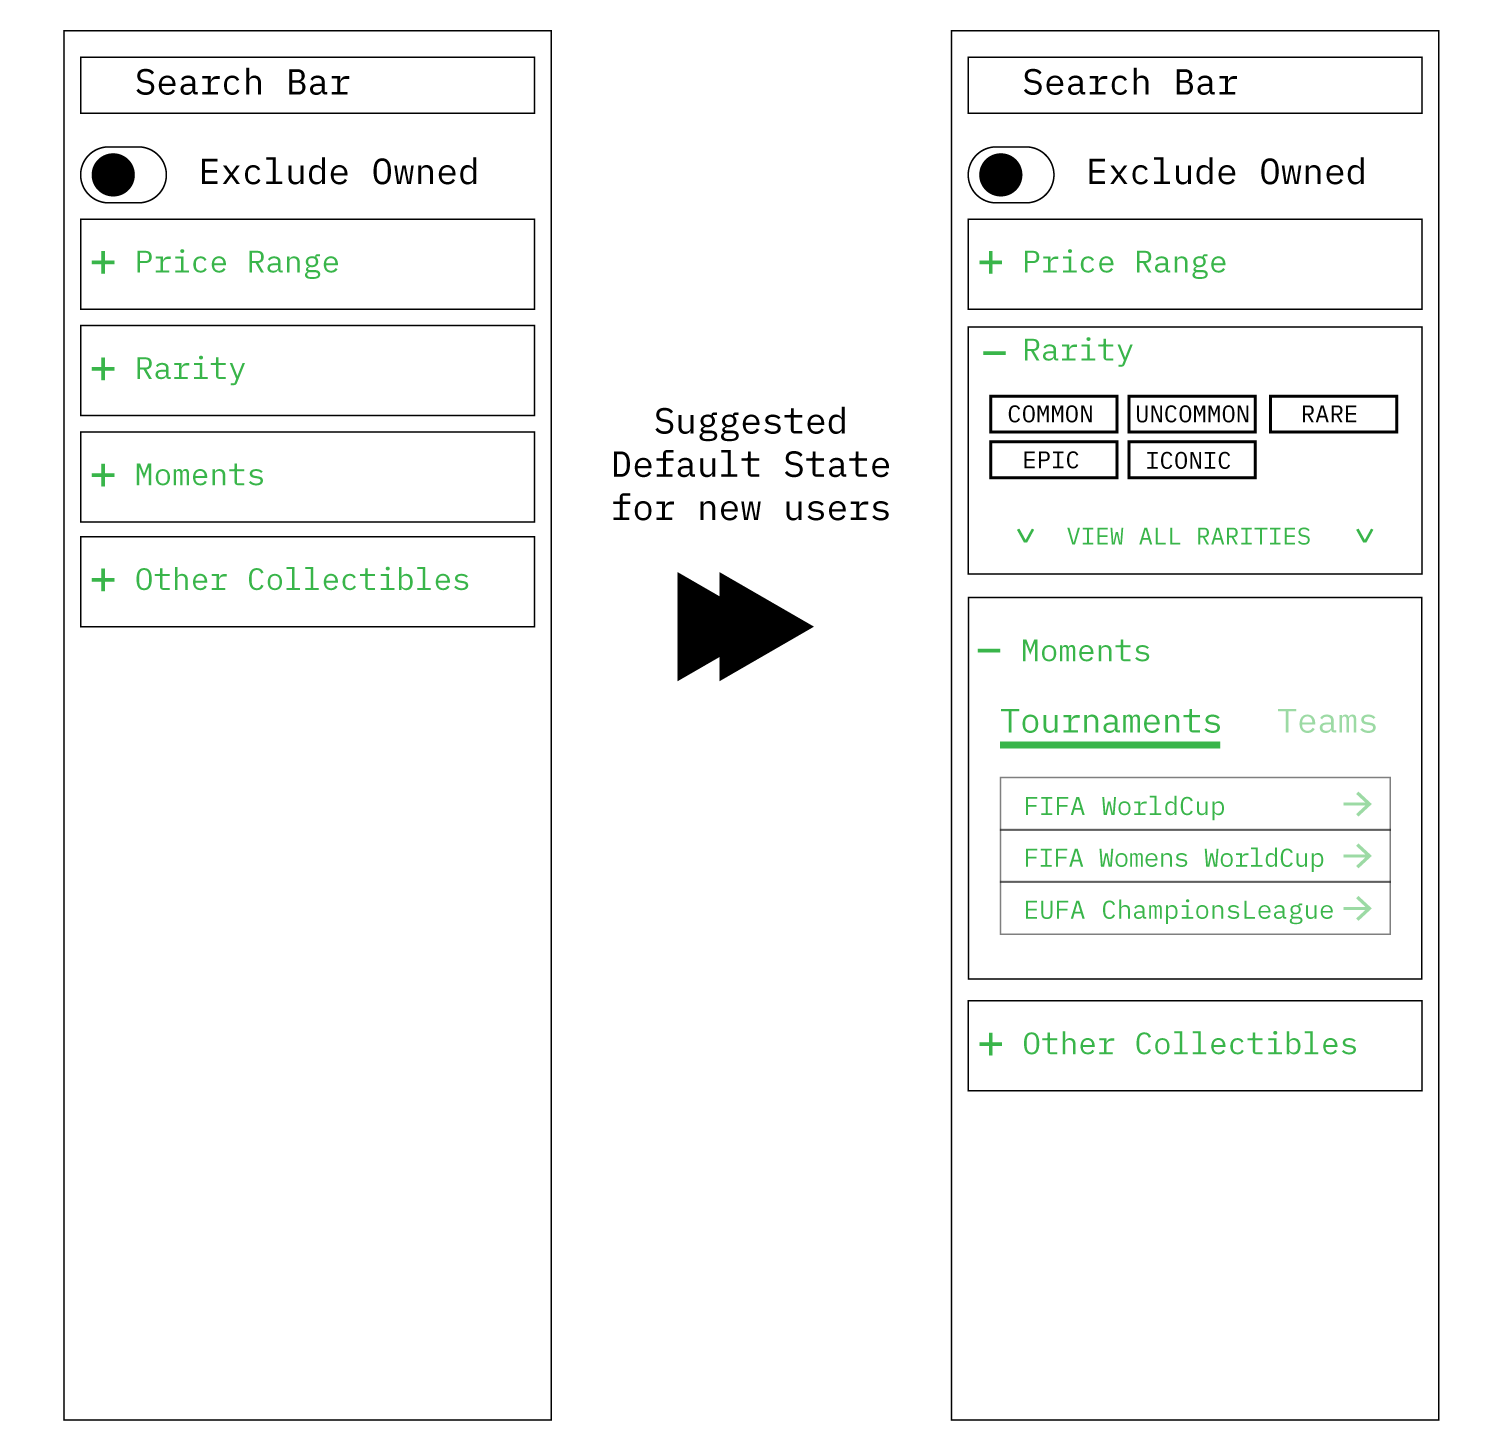 Search Bar
Exclude Owned
+ Price Range
+ Rarity
+ Moments
+ Other Collectibles
Suggested
Default State
for new users
Search Bar
Exclude Owned
+ Price Range
− Rarity
COMMON UNCOMMON RARE
EPIC ICONIC
v VIEW ALL RARITIES v
− Moments
Tournaments Teams
FIFA WorldCup →
FIFA Womens WorldCup →
EUFA ChampionsLeague →
+ Other Collectibles